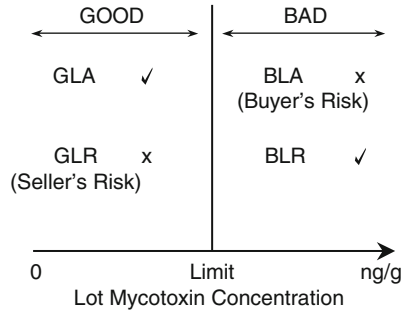 GOOD BAD
GLA ✓ BLA x
(Buyer's Risk)
GLR x BLR ✓
(Seller's Risk)
0 Limit ng/g
Lot Mycotoxin Concentration